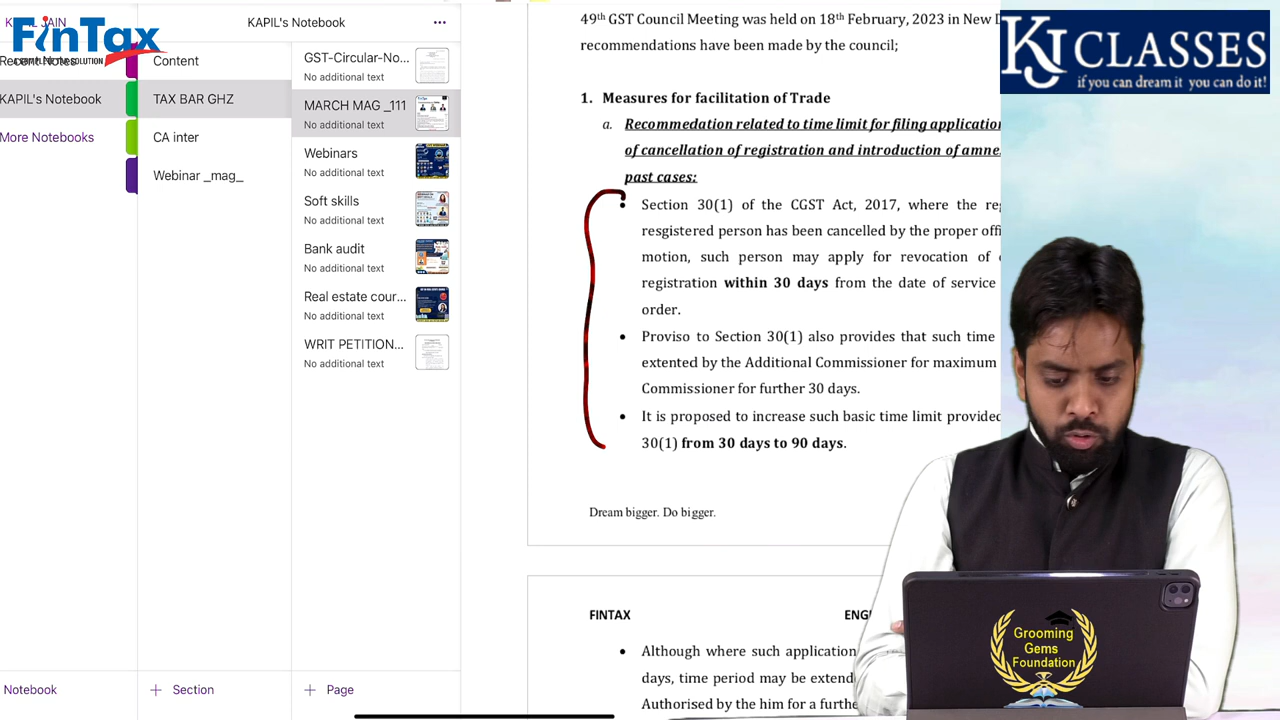 FinTax
KAPIL's Notebook
Content
GST-Circular-No...
No additional text
KAPIL's Notebook
TAX BAR GHZ
MARCH MAG _111
No additional text
ore Notebooks
CAnter
Webinars
No additional text
Webinar _mag_
Soft skills
No additional text
Bank audit
No additional text
Real estate cour...
No additional text
WRIT PETITION...
No additional text
Notebook
Section
Page
49th GST Council Meeting was held on 18th February, 2023 in New D
recommendations have been made by the council;
1. Measures for facilitation of Trade
a. Recommendation related to time limit for filing application
of cancellation of registration and introduction of amne
past cases:
• Section 30(1) of the CGST Act, 2017, where the reg
resgistered person has been cancelled by the proper offi
motion, such person may apply for revocation of c
registration within 30 days from the date of service
order.
• Proviso to Section 30(1) also provides that such time
extented by the Additional Commissioner for maximum
Commissioner for further 30 days.
• It is proposed to increase such basic time limit provided
30(1) from 30 days to 90 days.
Dream bigger. Do bigger.
FINTAX
ENG
• Although where such application
days, time period may be extend
Authorised by the him for a furthe
KJ CLASSES
if you can dream it you can do it!
Grooming
Gems
Foundation